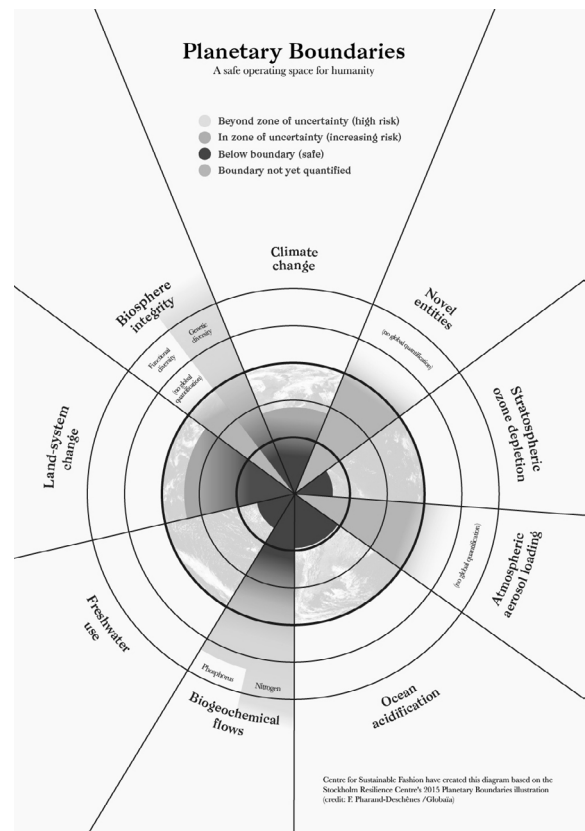 Planetary Boundaries
A safe operating space for humanity
Beyond zone of uncertainty (high risk)
In zone of uncertainty (increasing risk)
Below boundary (safe)
Boundary not yet quantified
Climate
change
Novel
entities
(no global quantification)
Stratospheric
ozone depletion
Atmospheric
aerosol loading
(no global quantification)
Ocean
acidification
Biogeochemical
flows
Phosphorus
Nitrogen
Freshwater
use
Land-system
change
Biosphere
integrity
Genetic
diversity
Functional
diversity
(no global
quantification)
Centre for Sustainable Fashion have created this diagram based on the
Stockholm Resilience Centre's 2015 Planetary Boundaries illustration
(credit: F. Pharand-Deschênes /Globaïa)